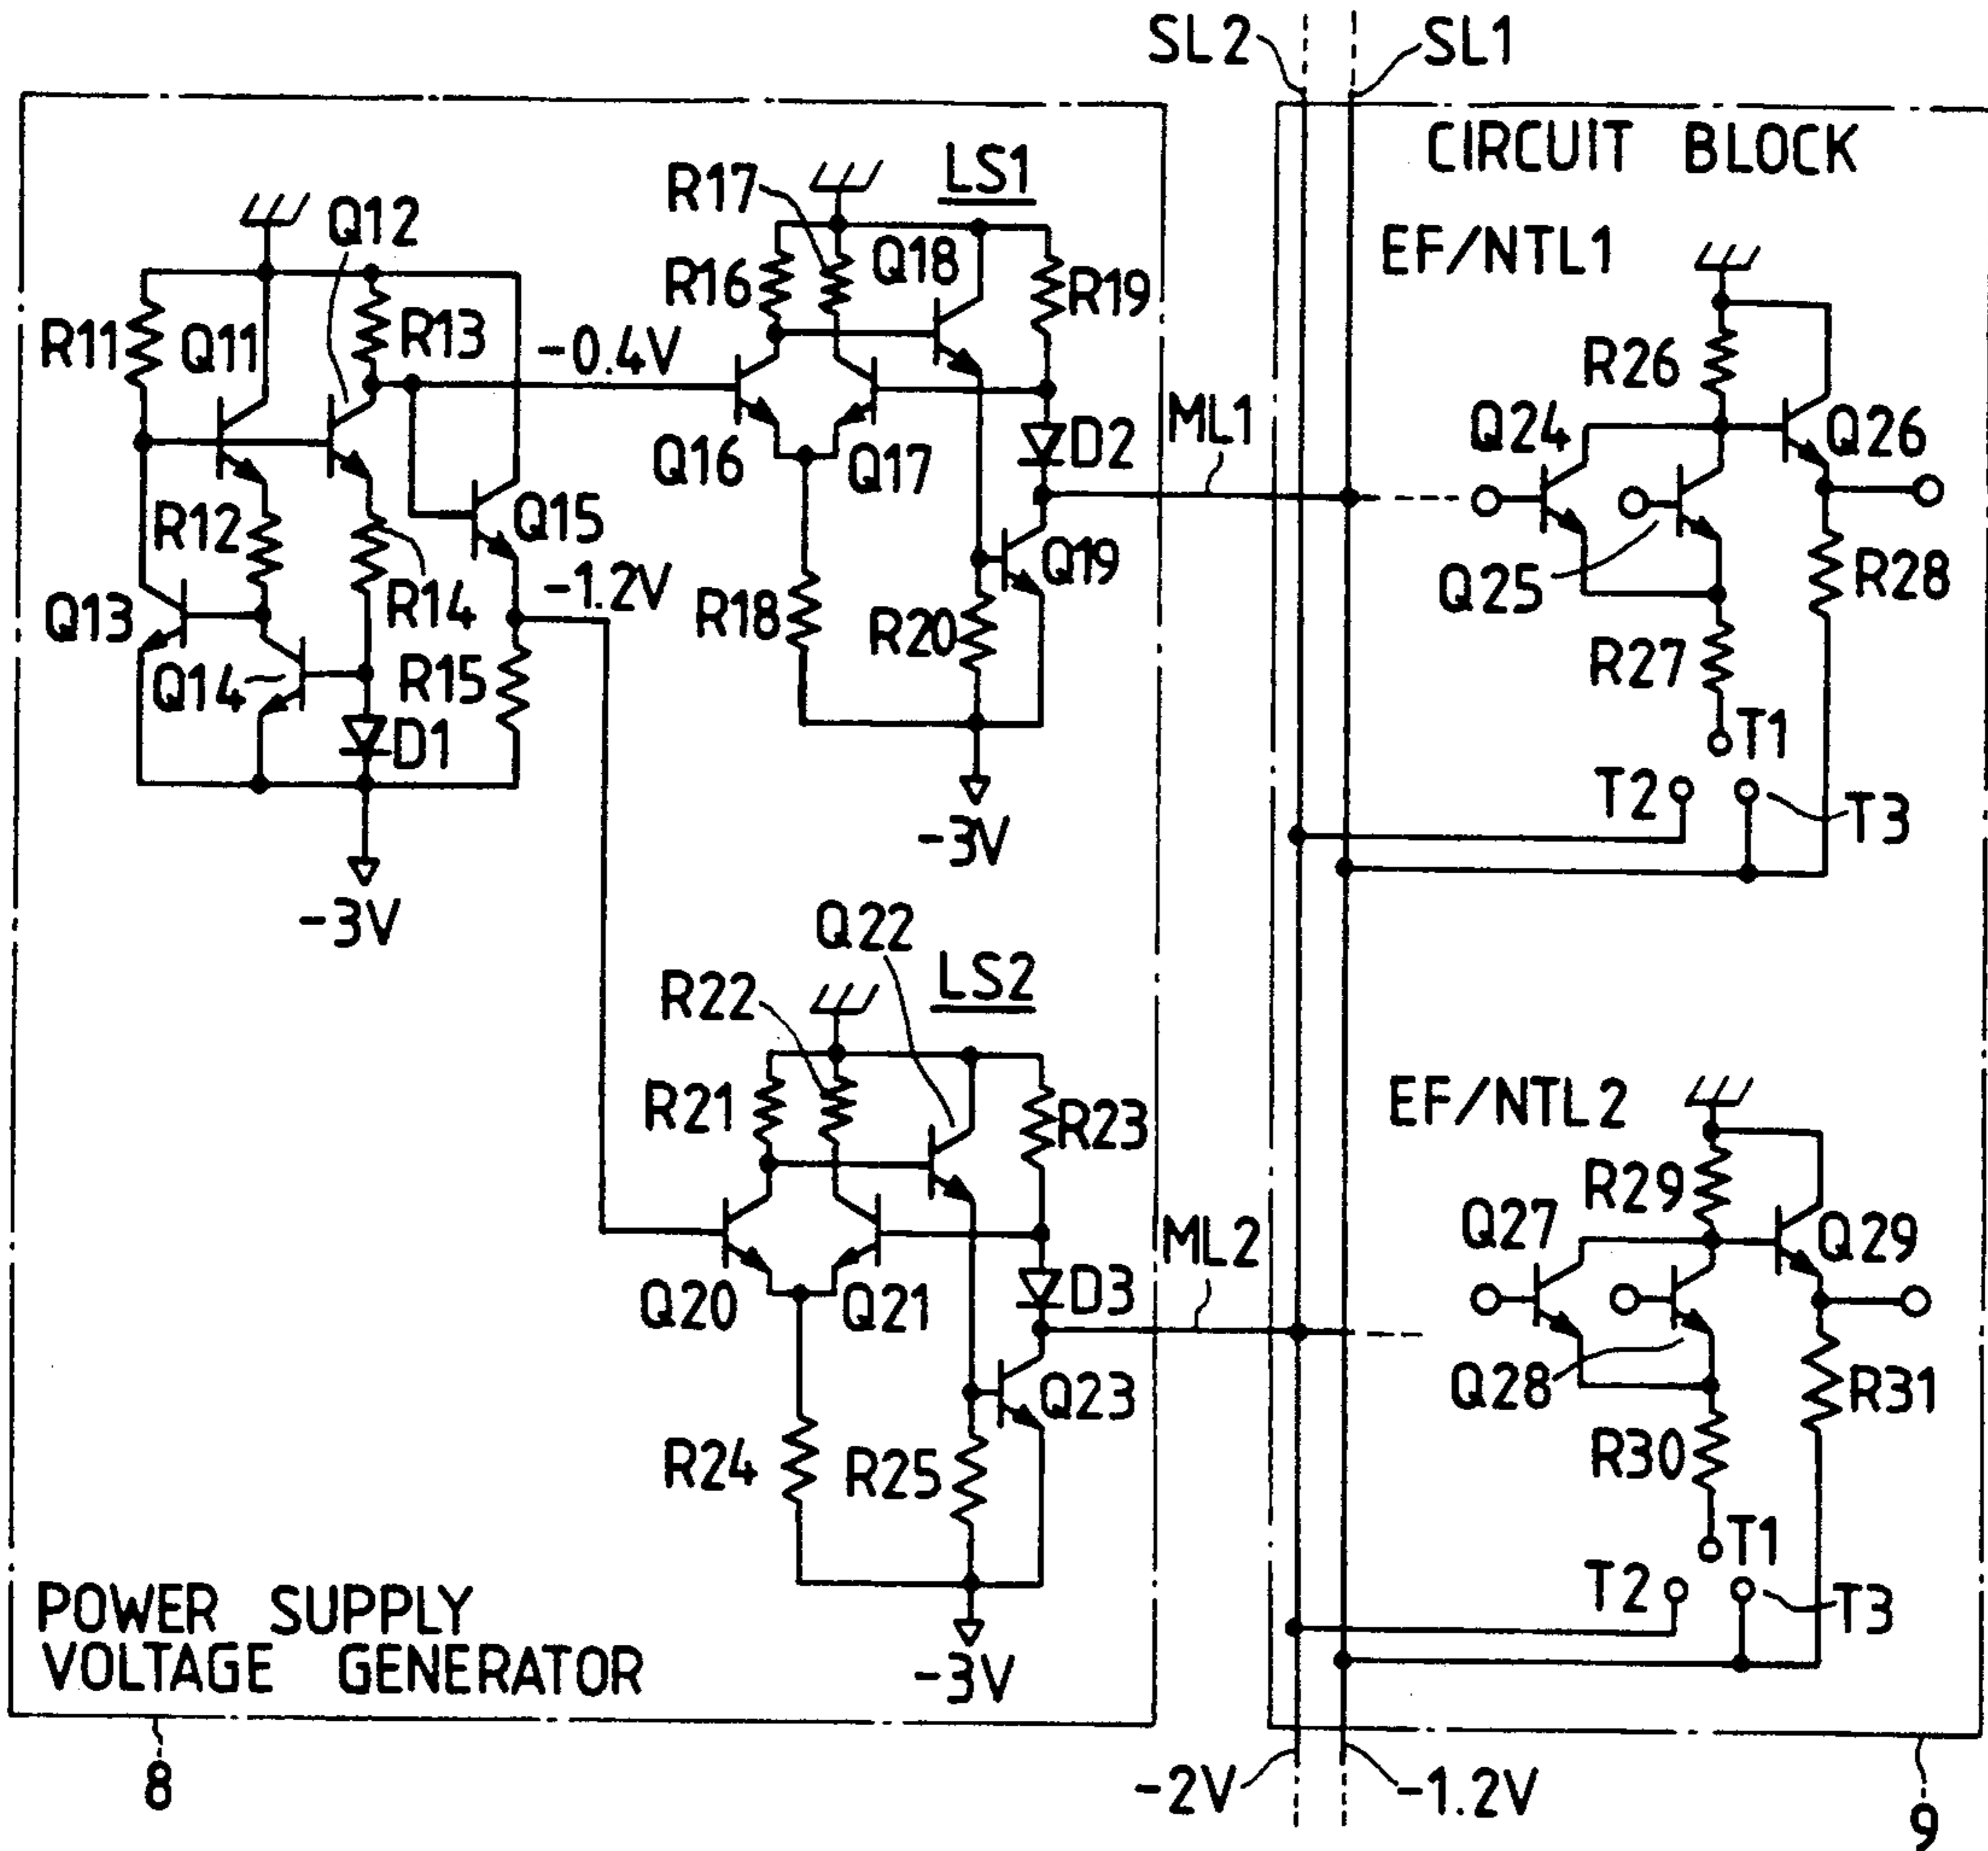 SL2
SL1
CIRCUIT BLOCK
LS1
R17
Q12
EF/NTL1
R16
Q18
R19
R11
Q11
R13
-0.4V
R26
Q16
Q17
D2
ML1
Q24
Q26
R12
Q15
R14
-1.2V
Q19
Q25
R28
Q13
R18
R20
Q14
R15
R27
D1
T1
T2
T3
-3V
-3V
Q22
LS2
R22
EF/NTL2
R21
R23
R29
Q27
Q29
ML2
Q20
Q21
D3
Q23
Q28
R31
R24
R25
R30
T1
T2
T3
POWER SUPPLY
VOLTAGE GENERATOR
-3V
8
-2V
-1.2V
9